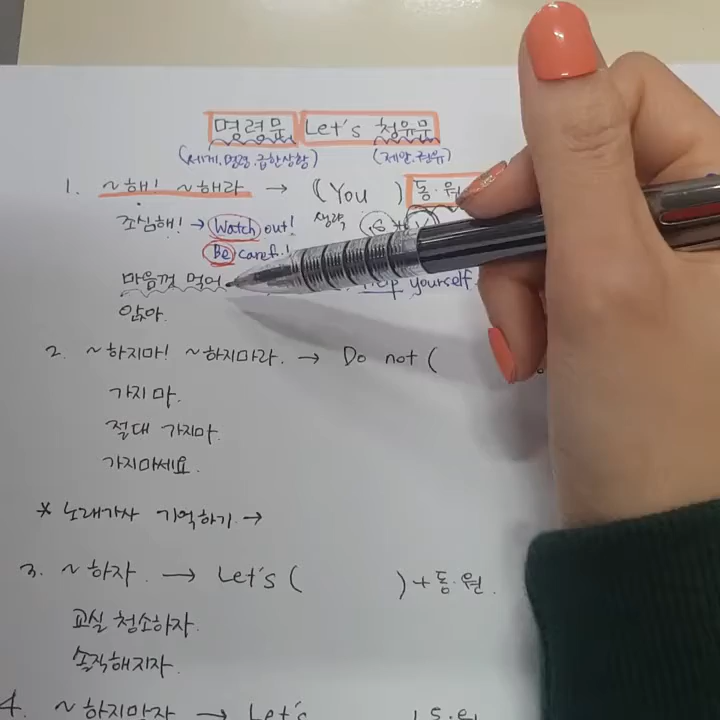 명령문 Let's 청유문
(세게, 명령, 급한상황) (제안, 권유)
1. ~해! ~해라 → (You ) 동·원
생략
조심해! → Watch out!
Be careful!
마음껏 먹어 yourself.
앉아.
2. ~하지마! ~하지마라. → Do not (
가지 마.
절대 가지마.
가지마세요.
* 노래가사 기억하기. →
3. ~하자. → Let's ( ) + 동·원.
교실 청소하자.
솔직해지자.
4. ~하지말자 → Let's